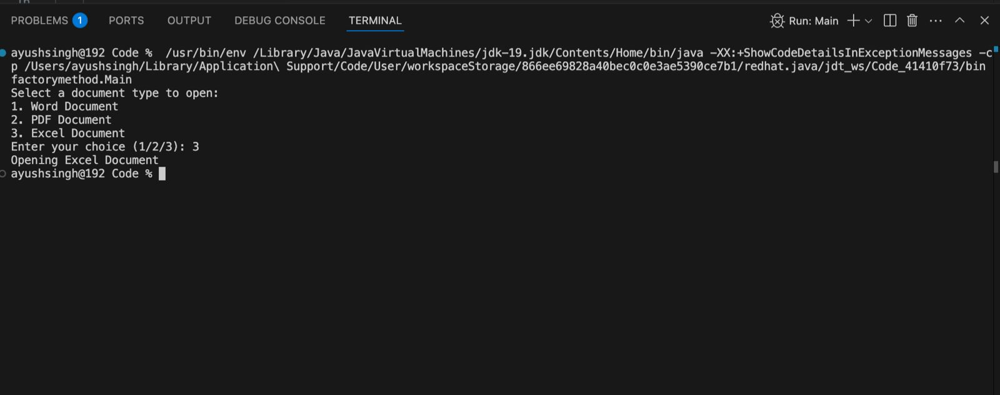 PROBLEMS 1 PORTS OUTPUT DEBUG CONSOLE TERMINAL Run: Main
ayushsingh@192 Code %  /usr/bin/env /Library/Java/JavaVirtualMachines/jdk-19.jdk/Contents/Home/bin/java -XX:+ShowCodeDetailsInExceptionMessages -c
p /Users/ayushsingh/Library/Application\ Support/Code/User/workspaceStorage/866ee69828a40bec0c0e3ae5390ce7b1/redhat.java/jdt_ws/Code_41410f73/bin
factorymethod.Main
Select a document type to open:
1. Word Document
2. PDF Document
3. Excel Document
Enter your choice (1/2/3): 3
Opening Excel Document
ayushsingh@192 Code %